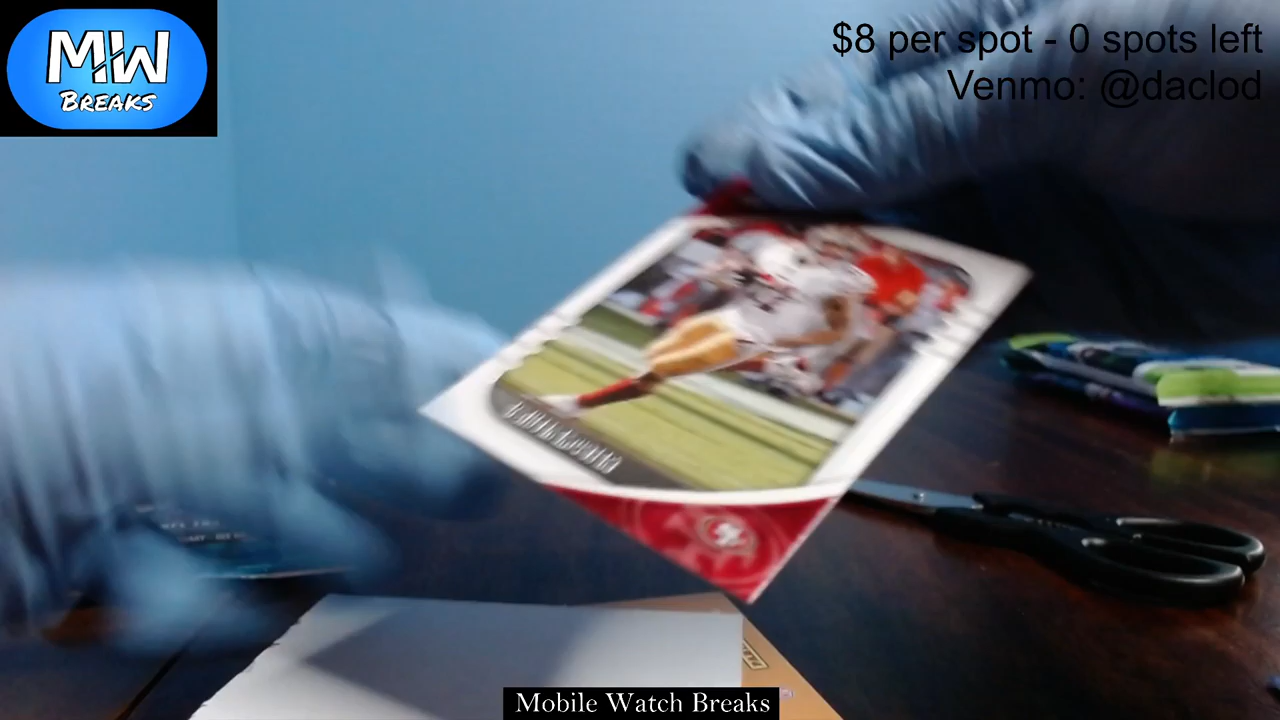 MW
BREAKS
$8 per spot - 0 spots left
Venmo: @daclod
Mobile Watch Breaks